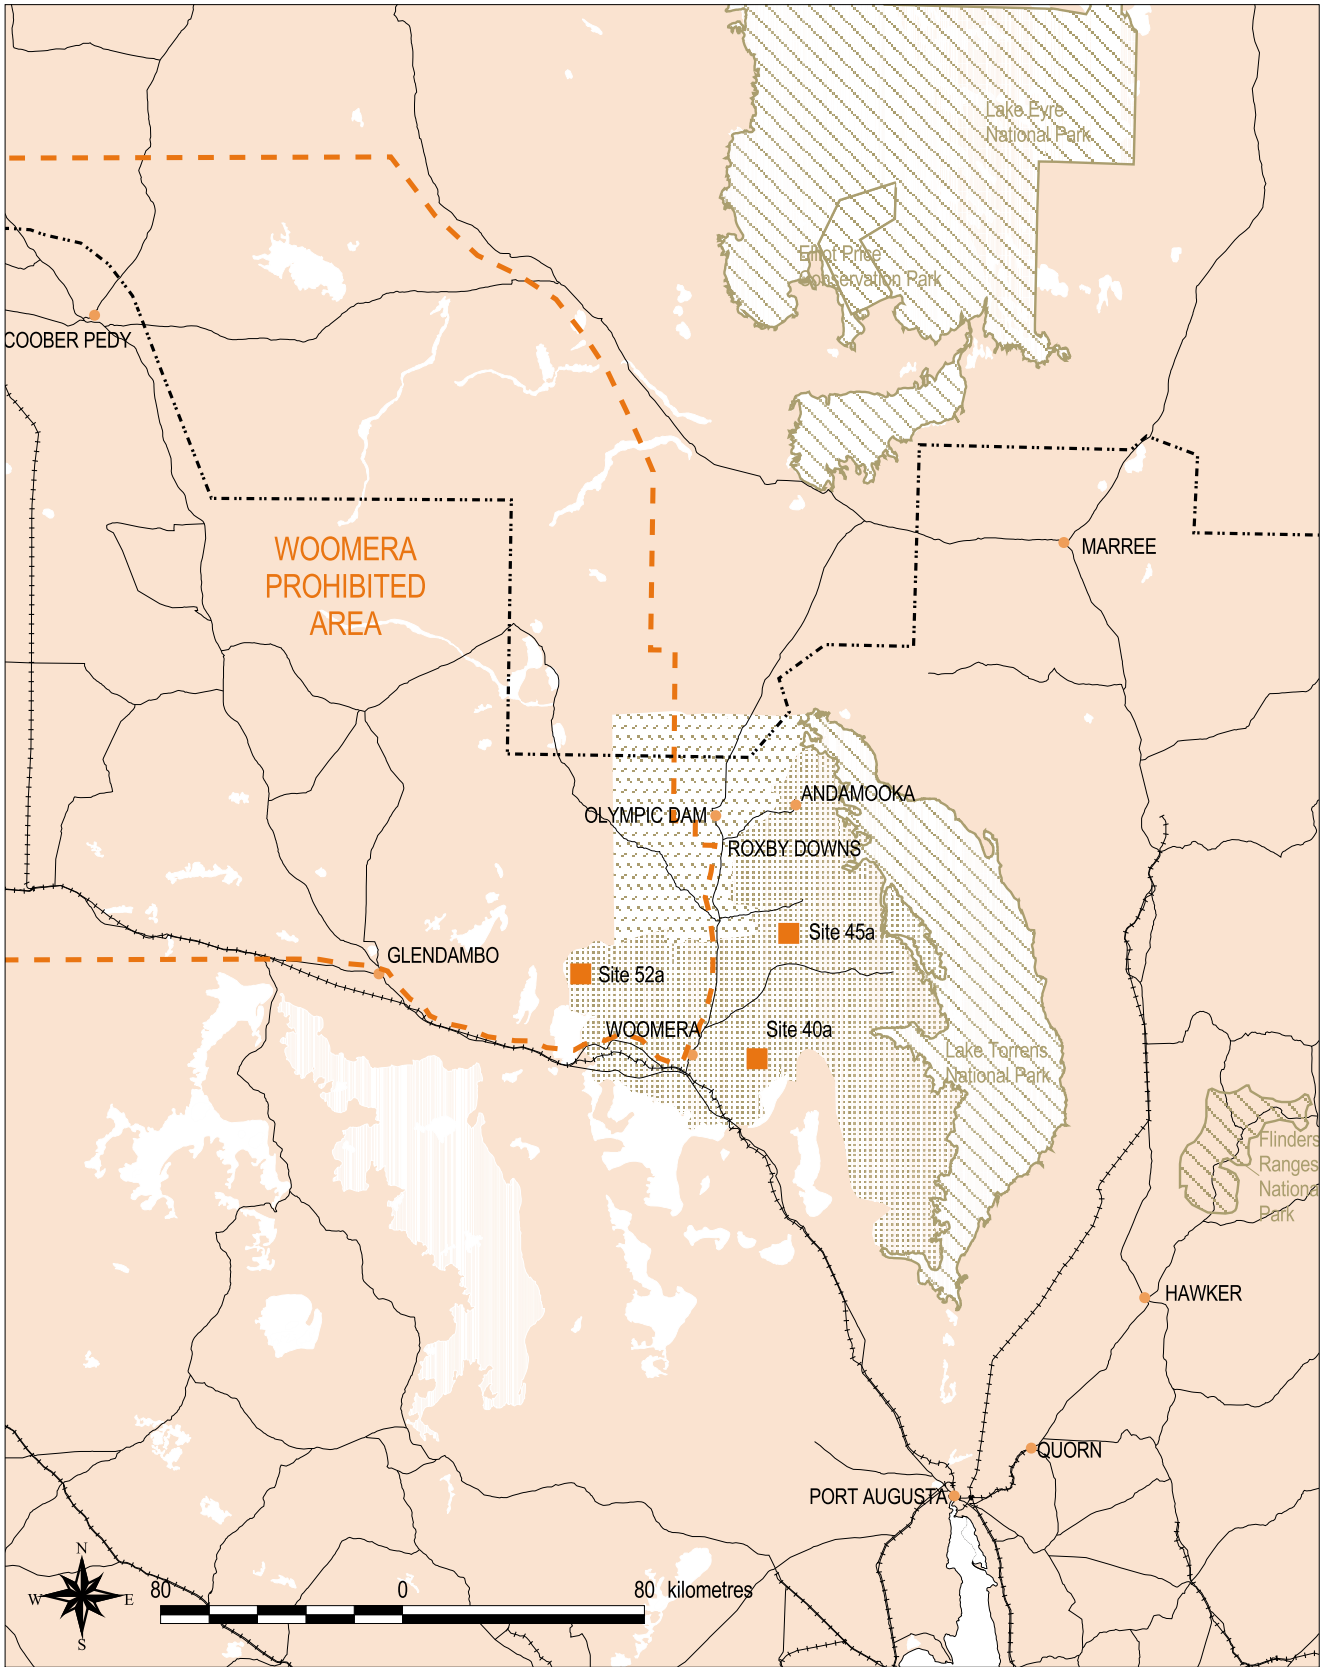 Lake Eyre
National Park
Elliot Price
Conservation Park
COOBER PEDY
WOOMERA
PROHIBITED
AREA
MARREE
ANDAMOOKA
OLYMPIC DAM
ROXBY DOWNS
Site 45a
GLENDAMBO
Site 52a
WOOMERA
Site 40a
Lake Torrens
National Park
Flinders
Ranges
Nationa
Park
HAWKER
QUORN
PORT AUGUSTA
N
W E
S
80 0 80 kilometres